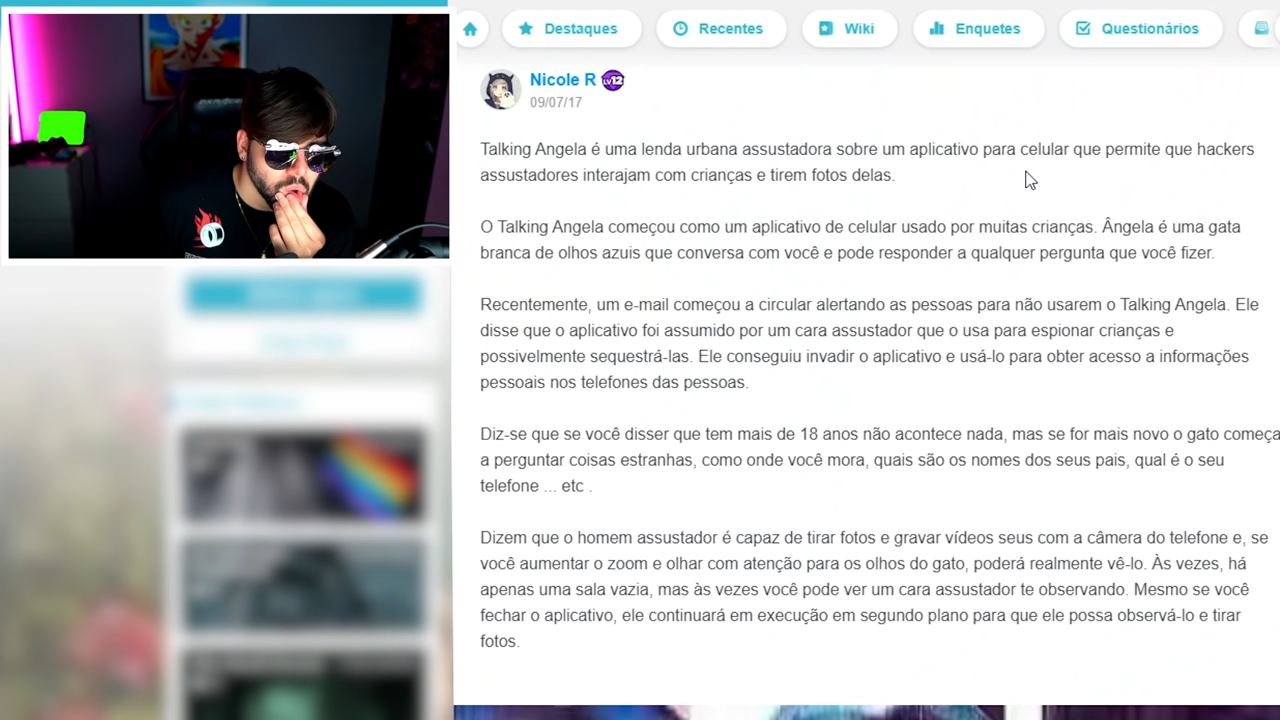 Destaques
Recentes
Wiki
Enquetes
Questionários
Nicole R LV12
09/07/17
Talking Angela é uma lenda urbana assustadora sobre um aplicativo para celular que permite que hackers
assustadores interajam com crianças e tirem fotos delas.
O Talking Angela começou como um aplicativo de celular usado por muitas crianças. Ângela é uma gata
branca de olhos azuis que conversa com você e pode responder a qualquer pergunta que você fizer.
Recentemente, um e-mail começou a circular alertando as pessoas para não usarem o Talking Angela. Ele
disse que o aplicativo foi assumido por um cara assustador que o usa para espionar crianças e
possivelmente sequestrá-las. Ele conseguiu invadir o aplicativo e usá-lo para obter acesso a informações
pessoais nos telefones das pessoas.
Diz-se que se você disser que tem mais de 18 anos não acontece nada, mas se for mais novo o gato começa
a perguntar coisas estranhas, como onde você mora, quais são os nomes dos seus pais, qual é o seu
telefone ... etc .
Dizem que o homem assustador é capaz de tirar fotos e gravar vídeos seus com a câmera do telefone e, se
você aumentar o zoom e olhar com atenção para os olhos do gato, poderá realmente vê-lo. Às vezes, há
apenas uma sala vazia, mas às vezes você pode ver um cara assustador te observando. Mesmo se você
fechar o aplicativo, ele continuará em execução em segundo plano para que ele possa observá-lo e tirar
fotos.